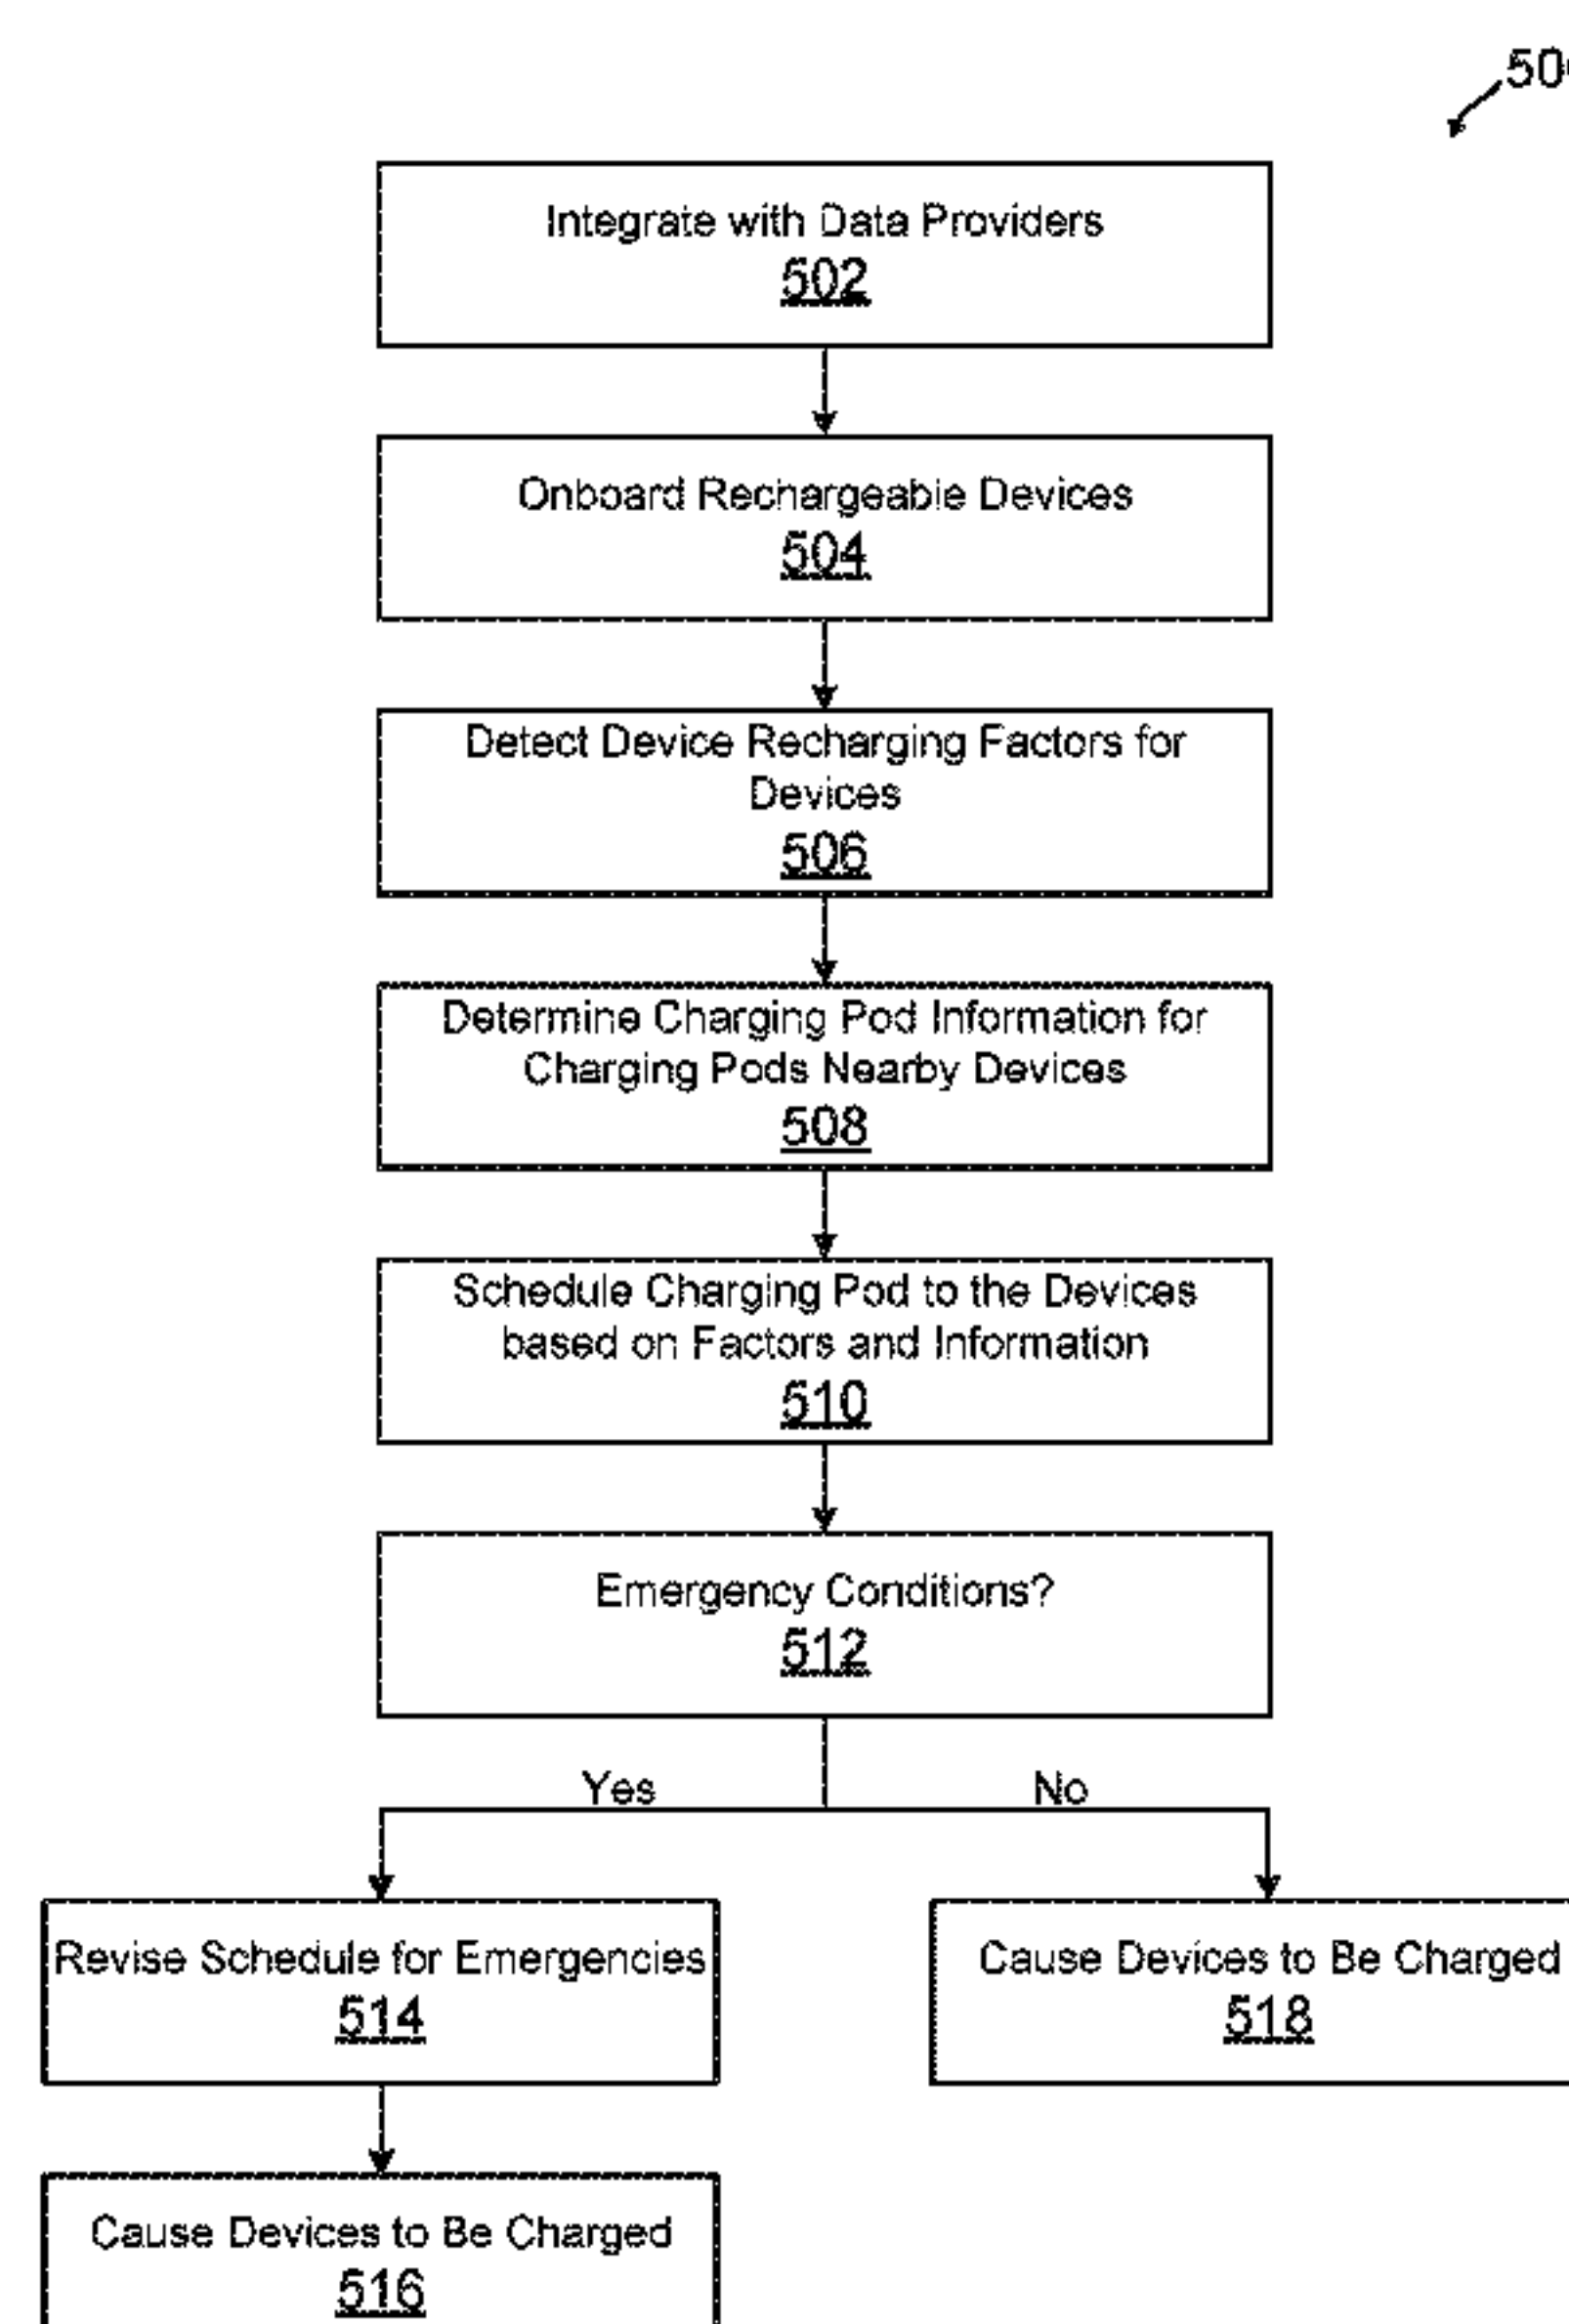 Integrate with Data Providers
502
Onboard Rechargeable Devices
504
Detect Device Recharging Factors for
Devices
506
Determine Charging Pod Information for
Charging Pods Nearby Devices
508
Schedule Charging Pod to the Devices
based on Factors and Information
510
Emergency Conditions?
512
Yes
No
Revise Schedule for Emergencies
514
Cause Devices to Be Charged
518
Cause Devices to Be Charged
516